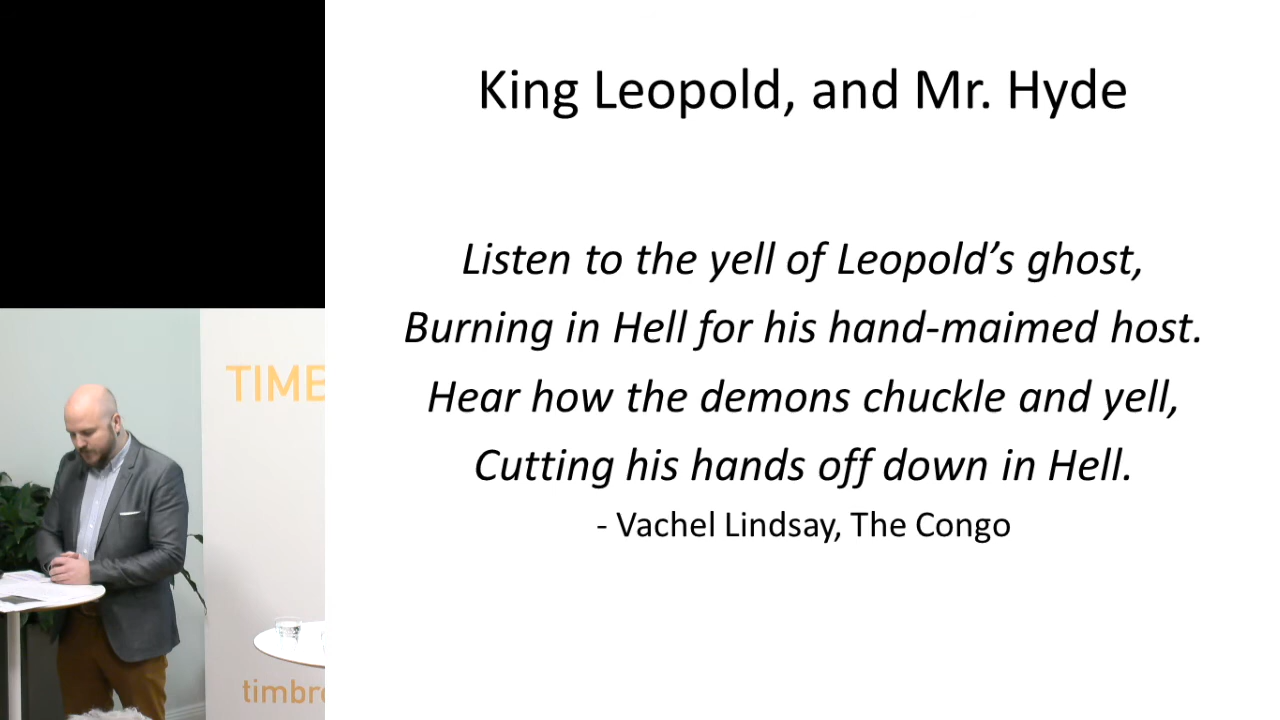 King Leopold, and Mr. Hyde
Listen to the yell of Leopold’s ghost,
Burning in Hell for his hand-maimed host.
Hear how the demons chuckle and yell,
Cutting his hands off down in Hell.
- Vachel Lindsay, The Congo
TIMB
timbro